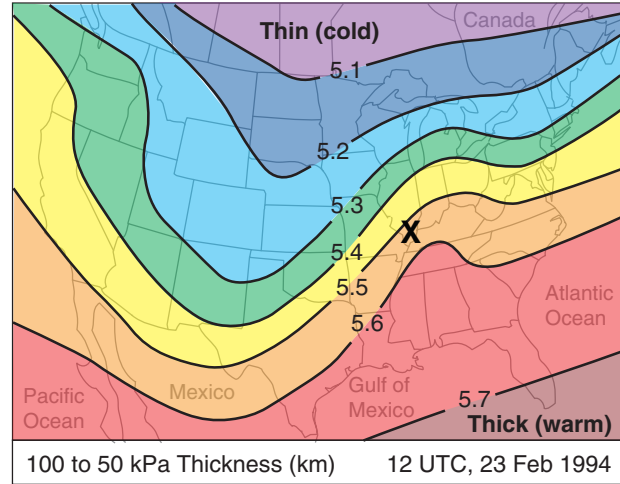 Canada
Thin (cold)
5.1
5.2
5.3
X
5.4
5.5
5.6
Atlantic
Ocean
Pacific
Ocean
Mexico
Gulf of
Mexico
5.7
Thick (warm)
100 to 50 kPa Thickness (km) 12 UTC, 23 Feb 1994